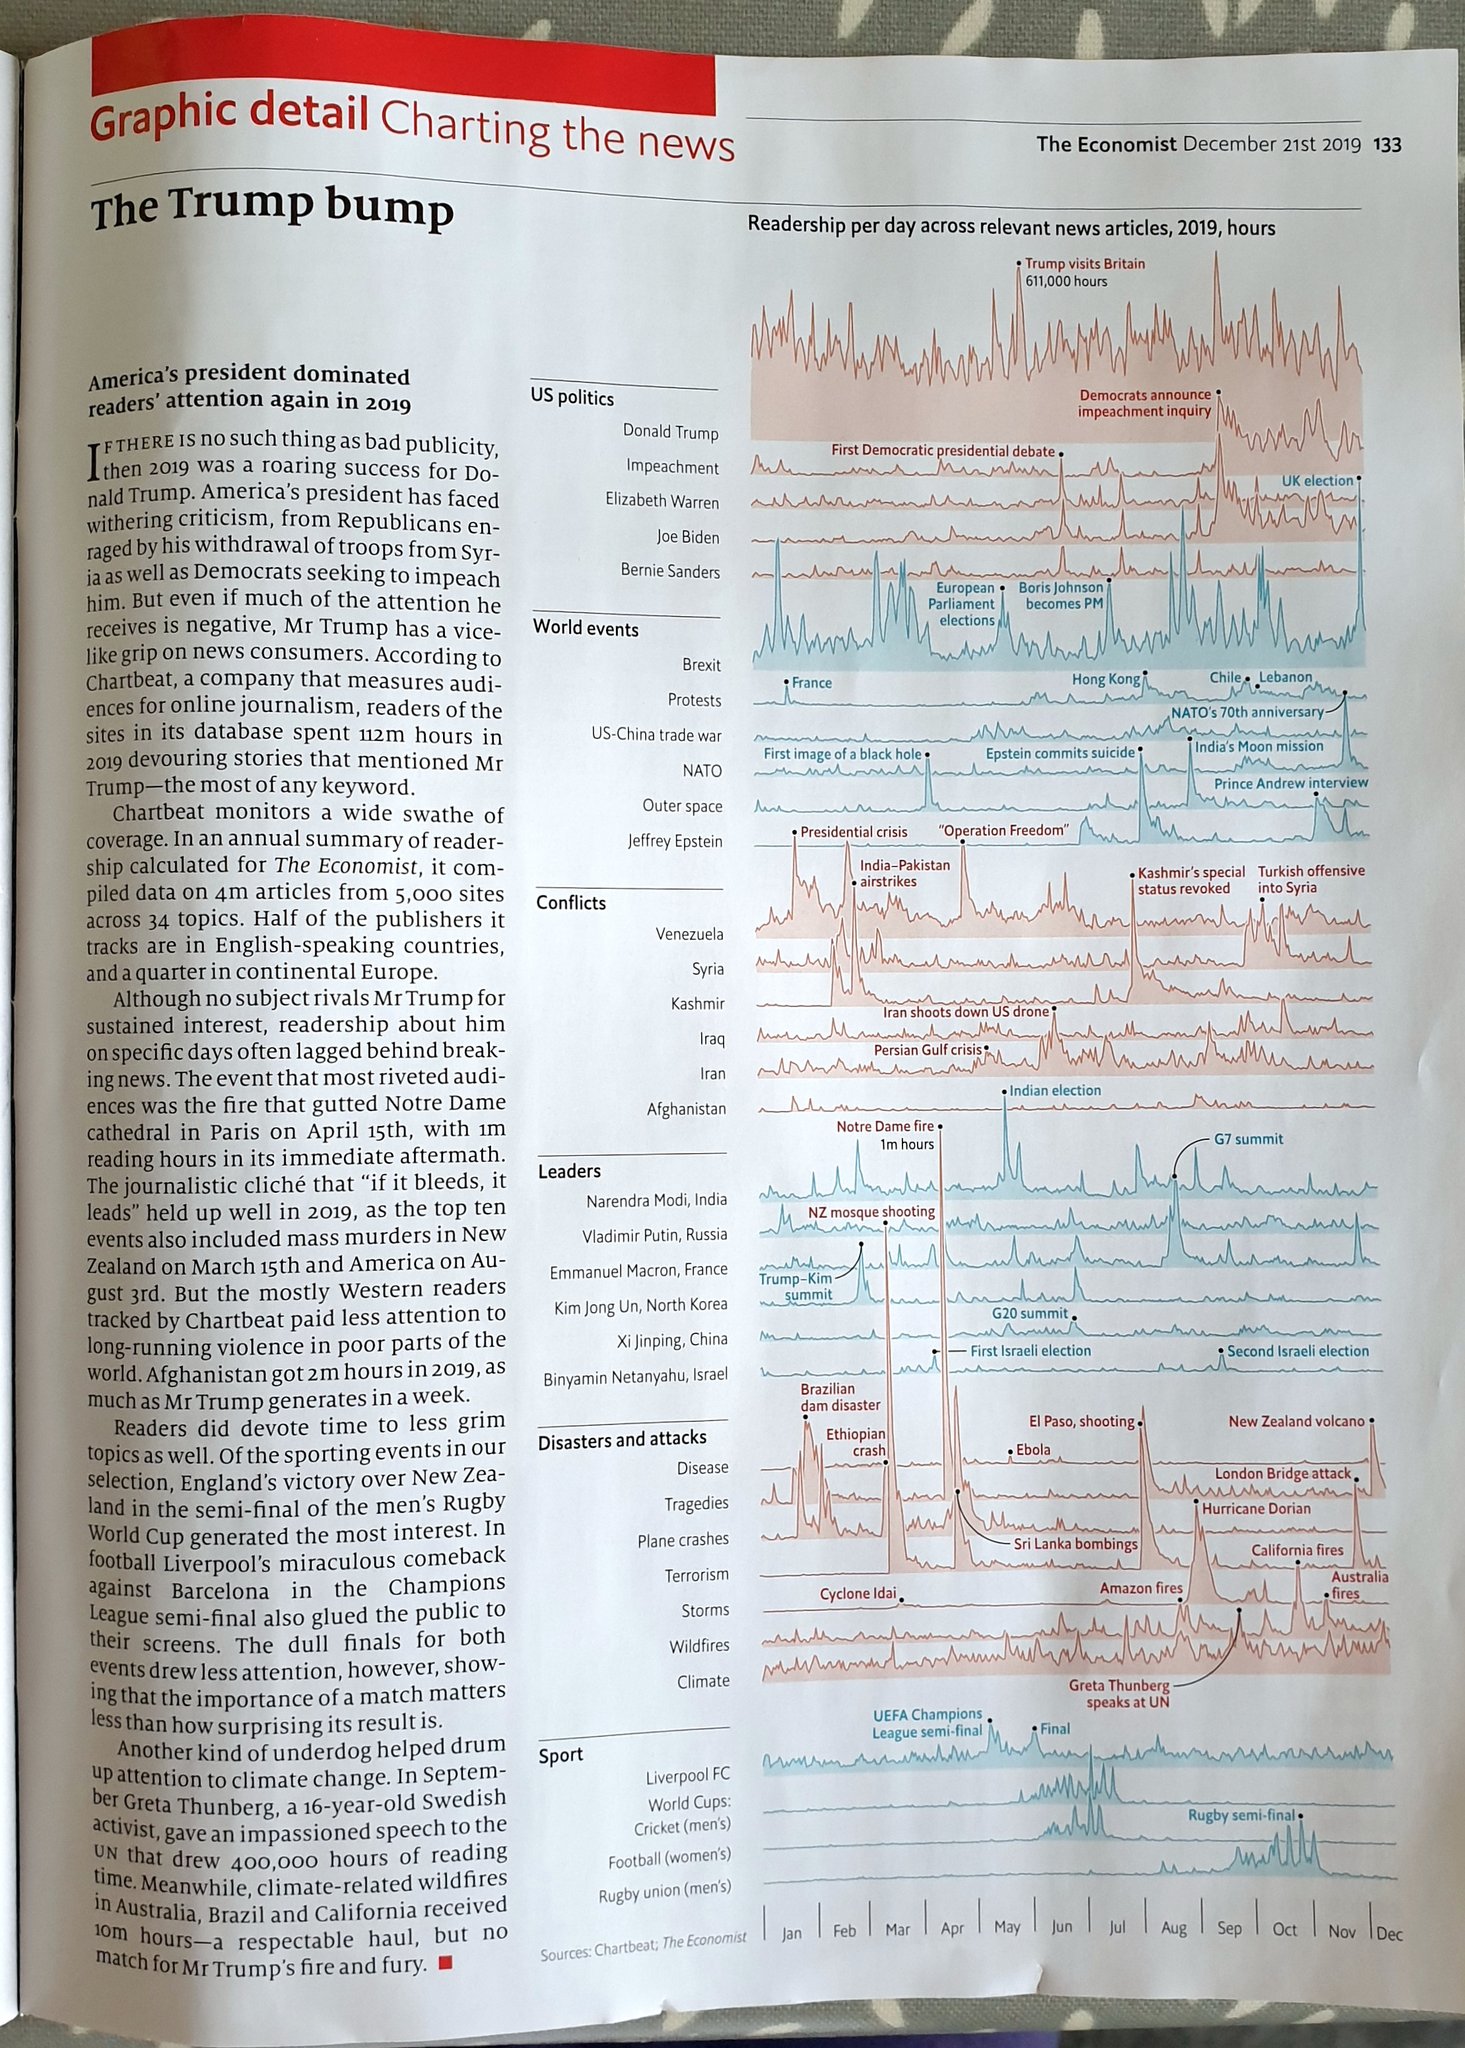 Graphic detail Charting the news
The Economist December 21st 2019 133
The Trump bump
America's president dominated
readers' attention again in 2019
IF THERE IS no such thing as bad publicity,
then 2019 was a roaring success for Do-
nald Trump. America's president has faced
withering criticism, from Republicans en-
raged by his withdrawal of troops from Syr-
ia as well as Democrats seeking to impeach
him. But even if much of the attention he
receives is negative, Mr Trump has a vice-
like grip on news consumers. According to
Chartbeat, a company that measures audi-
ences for online journalism, readers of the
sites in its database spent 112m hours in
2019 devouring stories that mentioned Mr
Trump—the most of any keyword.
Chartbeat monitors a wide swathe of
coverage. In an annual summary of reader-
ship calculated for The Economist, it com-
piled data on 4m articles from 5,000 sites
across 34 topics. Half of the publishers it
tracks are in English-speaking countries,
and a quarter in continental Europe.
Although no subject rivals Mr Trump for
sustained interest, readership about him
on specific days often lagged behind break-
ing news. The event that most riveted audi-
ences was the fire that gutted Notre Dame
cathedral in Paris on April 15th, with 1m
reading hours in its immediate aftermath.
The journalistic cliché that “if it bleeds, it
leads” held up well in 2019, as the top ten
events also included mass murders in New
Zealand on March 15th and America on Au-
gust 3rd. But the mostly Western readers
tracked by Chartbeat paid less attention to
long-running violence in poor parts of the
world. Afghanistan got 2m hours in 2019, as
much as Mr Trump generates in a week.
Readers did devote time to less grim
topics as well. Of the sporting events in our
selection, England's victory over New Zea-
land in the semi-final of the men's Rugby
World Cup generated the most interest. In
football Liverpool's miraculous comeback
against Barcelona in the Champions
League semi-final also glued the public to
their screens. The dull finals for both
events drew less attention, however, show-
ing that the importance of a match matters
less than how surprising its result is.
Another kind of underdog helped drum
up attention to climate change. In Septem-
ber Greta Thunberg, a 16-year-old Swedish
activist, gave an impassioned speech to the
UN that drew 400,000 hours of reading
time. Meanwhile, climate-related wildfires
in Australia, Brazil and California received
10m hours—a respectable haul, but no
match for Mr Trump's fire and fury. ■
Readership per day across relevant news articles, 2019, hours
Trump visits Britain
611,000 hours
US politics
Donald Trump
Democrats announce
impeachment inquiry
Impeachment
First Democratic presidential debate
Elizabeth Warren
UK election
Joe Biden
Bernie Sanders
European
Parliament
elections
Boris Johnson
becomes PM
World events
Brexit
Protests
France
Hong Kong
Chile
Lebanon
US-China trade war
NATO's 70th anniversary
NATO
First image of a black hole
Epstein commits suicide
India's Moon mission
Outer space
Prince Andrew interview
Jeffrey Epstein
Presidential crisis
“Operation Freedom”
India–Pakistan
airstrikes
Kashmir's special
status revoked
Turkish offensive
into Syria
Conflicts
Venezuela
Syria
Kashmir
Iran shoots down US drone
Iraq
Persian Gulf crisis
Iran
Indian election
Afghanistan
Notre Dame fire
1m hours
G7 summit
Leaders
Narendra Modi, India
NZ mosque shooting
Vladimir Putin, Russia
Emmanuel Macron, France
Trump–Kim
summit
Kim Jong Un, North Korea
G20 summit
Xi Jinping, China
First Israeli election
Second Israeli election
Binyamin Netanyahu, Israel
Brazilian
dam disaster
Ethiopian
crash
El Paso, shooting
New Zealand volcano
Disasters and attacks
Ebola
Disease
London Bridge attack
Tragedies
Hurricane Dorian
Plane crashes
Sri Lanka bombings
California fires
Terrorism
Cyclone Idai
Amazon fires
Australia
fires
Storms
Wildfires
Climate
Greta Thunberg
speaks at UN
UEFA Champions
League semi-final
Final
Sport
Liverpool FC
World Cups:
Cricket (men's)
Rugby semi-final
Football (women's)
Rugby union (men's)
Jan Feb Mar Apr May Jun Jul Aug Sep Oct Nov Dec
Sources: Chartbeat; The Economist